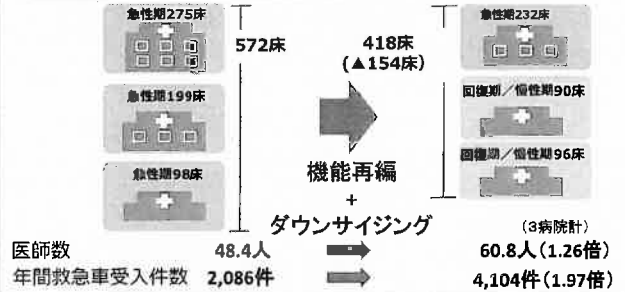 急性期275床
572床
急性期199床
急性期98床
418床
(▲154床)
機能再編
+
ダウンサイジング
急性期232床
回復期/慢性期90床
回復期/慢性期96床
(3病院計)
医師数 48.4人 60.8人(1.26倍)
年間救急車受入件数 2,086件 4,104件(1.97倍)